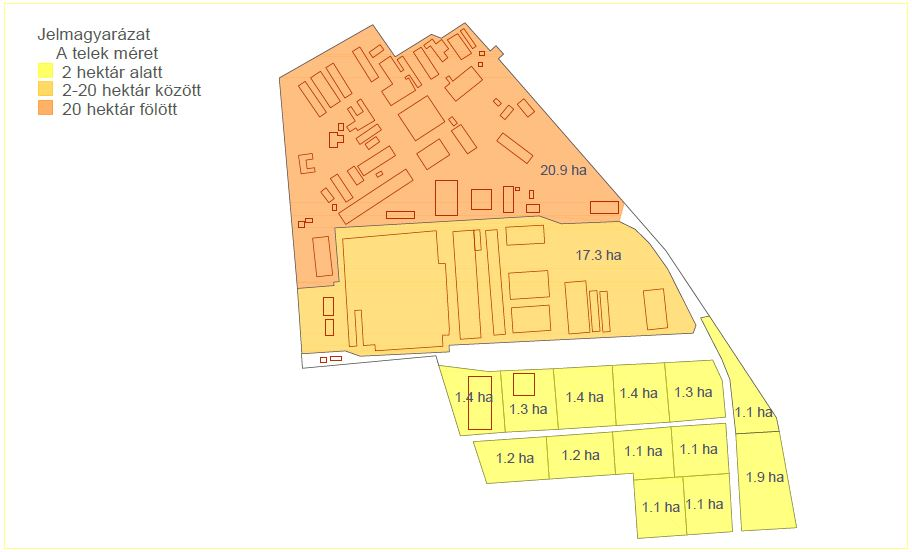 Jelmagyarázat
A telek méret
2 hektár alatt
2-20 hektár között
20 hektár fölött
20.9 ha
17.3 ha
1.4 ha
1.3 ha
1.4 ha
1.4 ha
1.3 ha
1.1 ha
1.2 ha
1.2 ha
1.1 ha
1.1 ha
1.9 ha
1.1 ha
1.1 ha